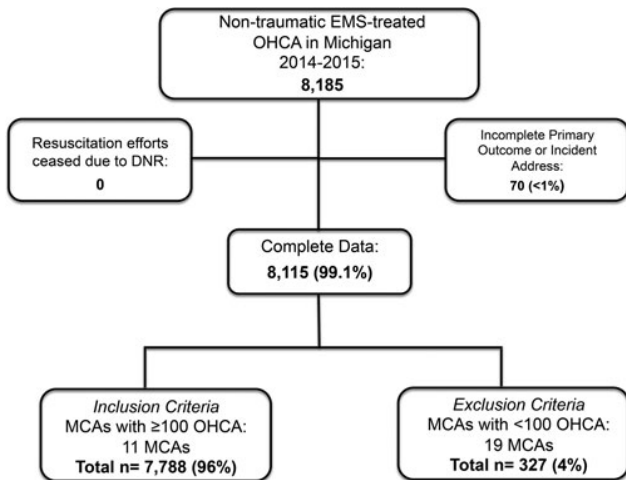 Non-traumatic EMS-treated
OHCA in Michigan
2014-2015:
8,185
Resuscitation efforts
ceased due to DNR:
0
Incomplete Primary
Outcome or Incident
Address:
70 (<1%)
Complete Data:
8,115 (99.1%)
Inclusion Criteria
MCAs with ≥100 OHCA:
11 MCAs
Total n= 7,788 (96%)
Exclusion Criteria
MCAs with <100 OHCA:
19 MCAs
Total n= 327 (4%)